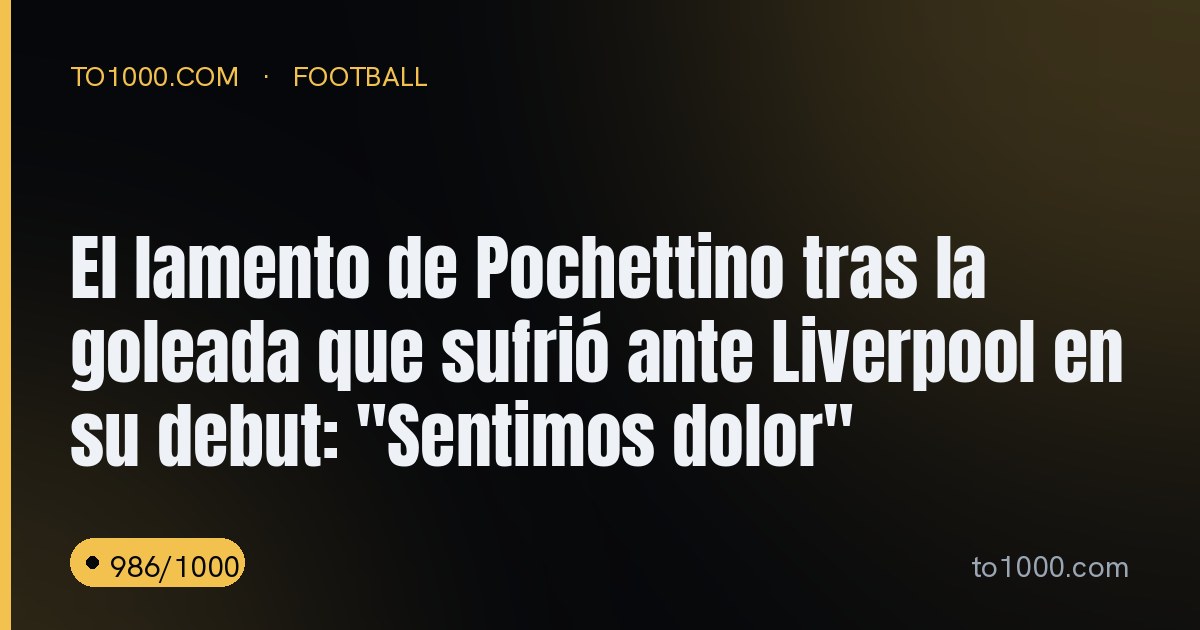 TO1000.COM · FOOTBALL
El lamento de Pochettino tras la
goleada que sufrió ante Liverpool en
su debut: "Sentimos dolor"
986/1000
to1000.com